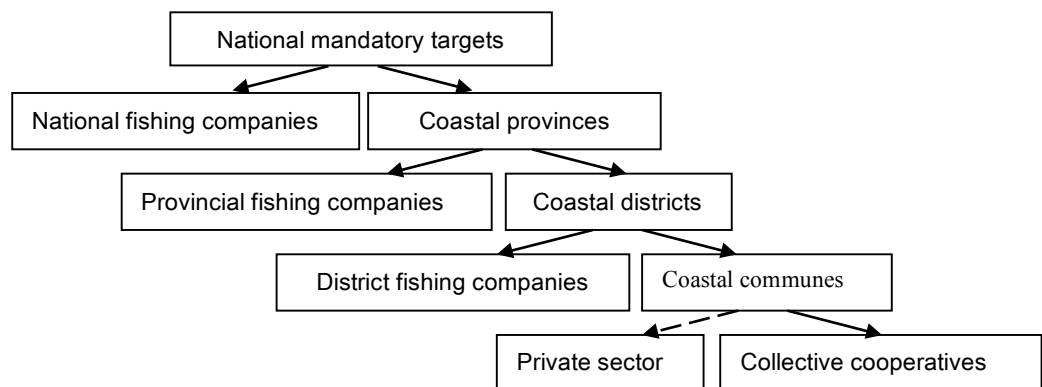 National mandatory targets
National fishing companies
Coastal provinces
Provincial fishing companies
Coastal districts
District fishing companies
Coastal communes
Private sector
Collective cooperatives